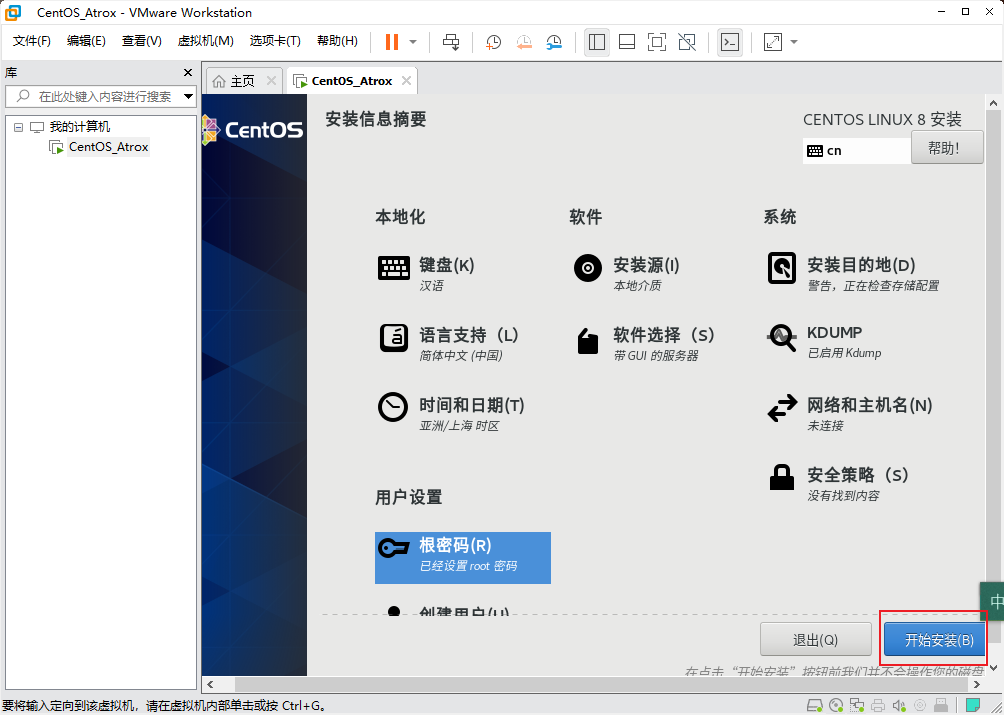 CentOS_Atrox - VMware Workstation
文件(F) 编辑(E) 查看(V) 虚拟机(M) 选项卡(T) 帮助(H)
库
在此处键入内容进行搜索
我的计算机
CentOS_Atrox
主页
CentOS_Atrox
CentOS
安装信息摘要
CENTOS LINUX 8 安装
cn
帮助!
本地化
键盘(K)
汉语
语言支持（L）
简体中文 (中国)
时间和日期(T)
亚洲/上海 时区
软件
安装源(I)
本地介质
软件选择（S）
带 GUI 的服务器
系统
安装目的地(D)
警告，正在检查存储配置
KDUMP
已启用 Kdump
网络和主机名(N)
未连接
安全策略（S）
没有找到内容
用户设置
根密码(R)
已经设置 root 密码
创建用户(U)
中
退出(Q)
开始安装(B)
在点击“开始安装”按钮前我们并不会操作您的磁盘
要将输入定向到该虚拟机，请在虚拟机内部单击或按 Ctrl+G。